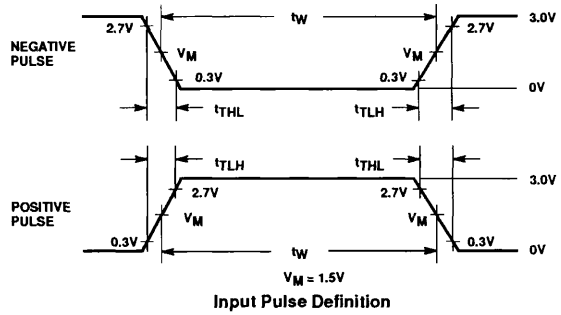 tW
3.0V
2.7V
2.7V
NEGATIVE
PULSE
VM
VM
0.3V
0.3V
0V
tTHL
tTLH
tTLH
tTHL
3.0V
2.7V
2.7V
POSITIVE
PULSE
VM
VM
0.3V
0.3V
0V
tW
VM = 1.5V
Input Pulse Definition